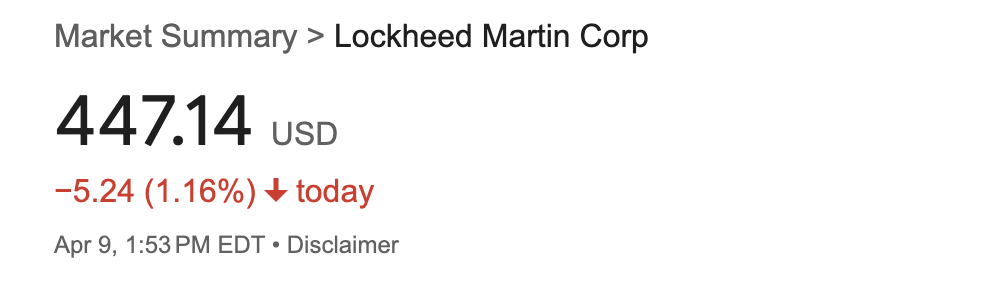 Market Summary > Lockheed Martin Corp
447.14 USD
−5.24 (1.16%) ↓ today
Apr 9, 1:53 PM EDT • Disclaimer